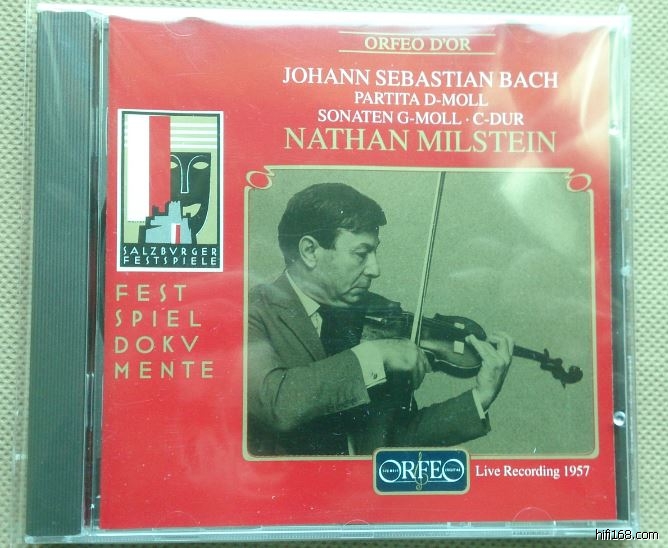 ORFEO D'OR
JOHANN SEBASTIAN BACH
PARTITA D-MOLL
SONATEN G-MOLL · C-DUR
NATHAN MILSTEIN
SALZBVRGER
FESTSPIELE
FEST
SPIEL
DOKV
MENTE
ORFEO
DIGITAL
Live Recording 1957
hifi168.com